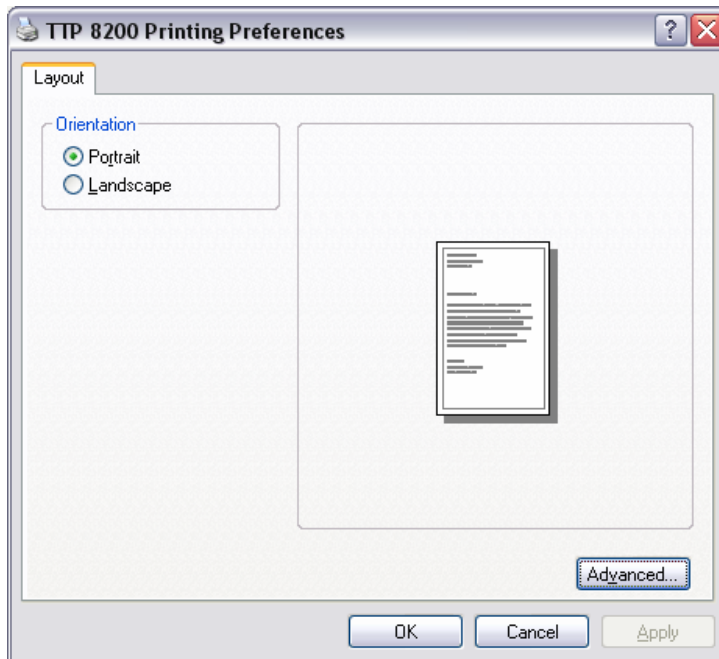 TTP 8200 Printing Preferences
Layout
Orientation
Portrait
Landscape
Advanced...
OK Cancel Apply